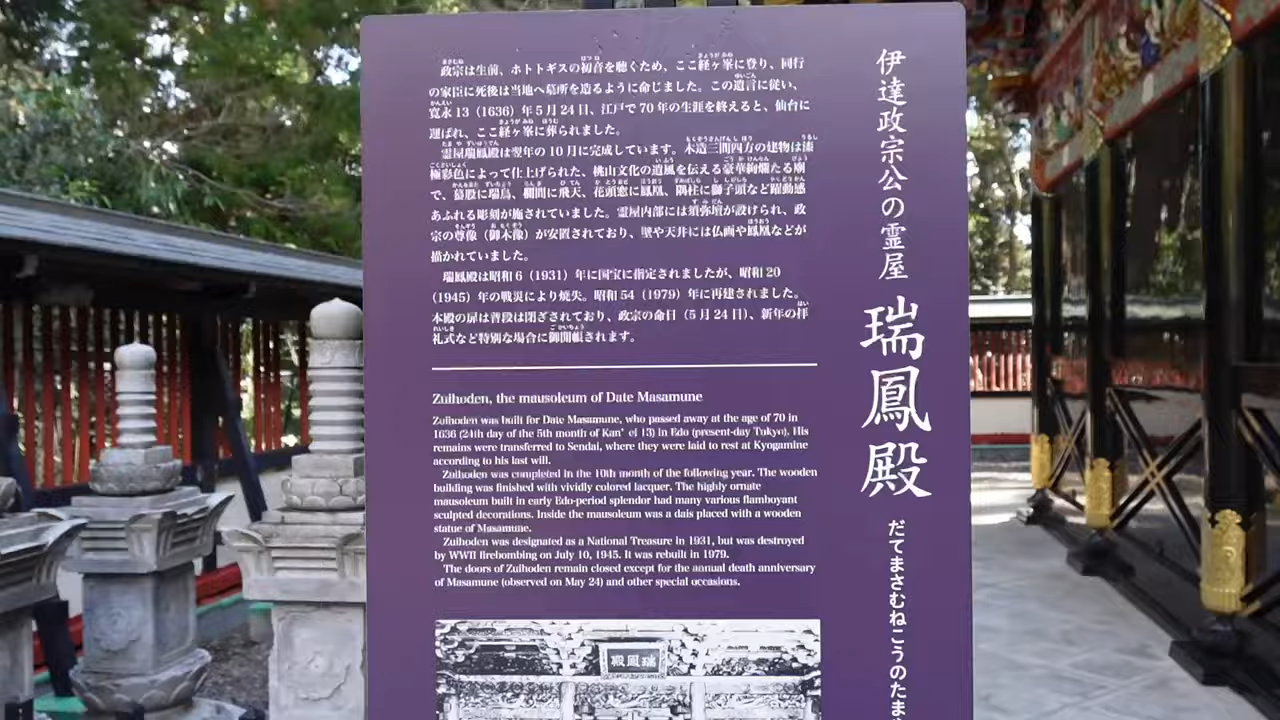 伊達政宗公の霊屋
瑞鳳殿
だてまさむねこうのたま
政宗は生前、ホトトギスの初音を聴くため、ここ経ヶ峯に登り、同行
の家臣に死後は当地へ墓所を造るように命じました。この遺言に従い、
寛永13（1636）年5月24日、江戸で70年の生涯を終えると、仙台に
運ばれ、ここ経ヶ峯に葬られました。
霊屋瑞鳳殿は翌年の10月に完成しています。木造三間四方の建物は漆
極彩色によって仕上げられた、桃山文化の遺風を伝える豪華絢爛たる廟
で、蟇股に瑞鳥、欄間に飛天、花頭窓に鳳凰、隅柱に獅子頭など躍動感
あふれる彫刻が施されていました。霊屋内部には須弥壇が設けられ、政
宗の尊像（御木像）が安置されており、壁や天井には仏画や鳳凰などが
描かれていました。
瑞鳳殿は昭和6（1931）年に国宝に指定されましたが、昭和20
（1945）年の戦災により焼失。昭和54（1979）年に再建されました。
本殿の扉は普段は閉ざされており、政宗の命日（5月24日）、新年の拝
礼式など特別な場合に御開帳されます。
Zuihoden, the mausoleum of Date Masamune
Zuihoden was built for Date Masamune, who passed away at the age of 70 in
1636 (24th day of the 5th month of Kan' ei 13) in Edo (present-day Tokyo). His
remains were transferred to Sendai, where they were laid to rest at Kyogamine
according to his last will.
Zuihoden was completed in the 10th month of the following year. The wooden
building was finished with vividly colored lacquer. The highly ornate
mausoleum built in early Edo-period splendor had many various flamboyant
sculpted decorations. Inside the mausoleum was a dais placed with a wooden
statue of Masamune.
Zuihoden was designated as a National Treasure in 1931, but was destroyed
by WWII firebombing on July 10, 1945. It was rebuilt in 1979.
The doors of Zuihoden remain closed except for the annual death anniversary
of Masamune (observed on May 24) and other special occasions.
殿鳳瑞